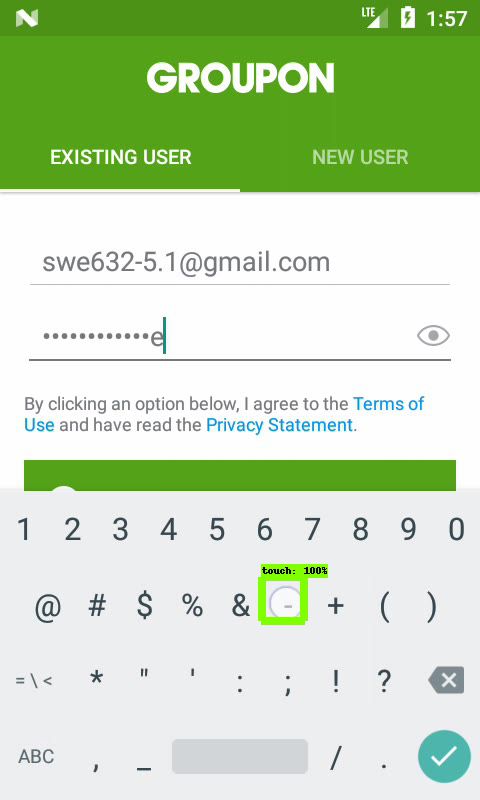 LTE 1:57
GROUPON
EXISTING USER NEW USER
swe632-5.1@gmail.com
••••••••••••e
By clicking an option below, I agree to the Terms of
Use and have read the Privacy Statement.
1 2 3 4 5 6 7 8 9 0
touch: 100%
@ # $ % & - + ( )
= \ < * " ' : ; ! ?
ABC , _ / .